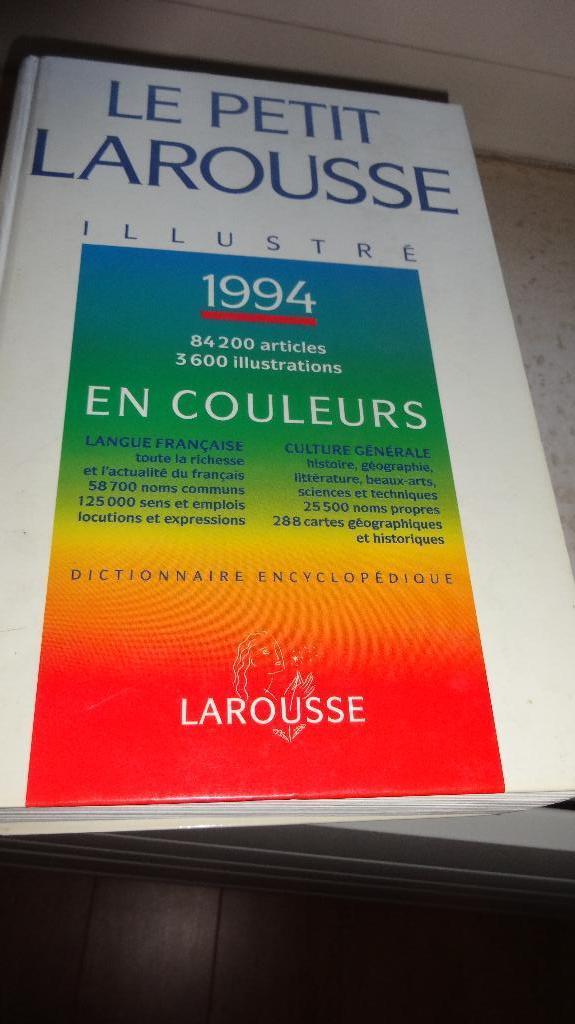 LE PETIT
LAROUSSE
ILLUSTRÉ
1994
84 200 articles
3 600 illustrations
EN COULEURS
LANGUE FRANÇAISE
toute la richesse
et l'actualité du français
58 700 noms communs
125 000 sens et emplois
locutions et expressions
CULTURE GÉNÉRALE
histoire, géographie,
littérature, beaux-arts,
sciences et techniques
25 500 noms propres
288 cartes géographiques
et historiques
DICTIONNAIRE ENCYCLOPÉDIQUE
LAROUSSE